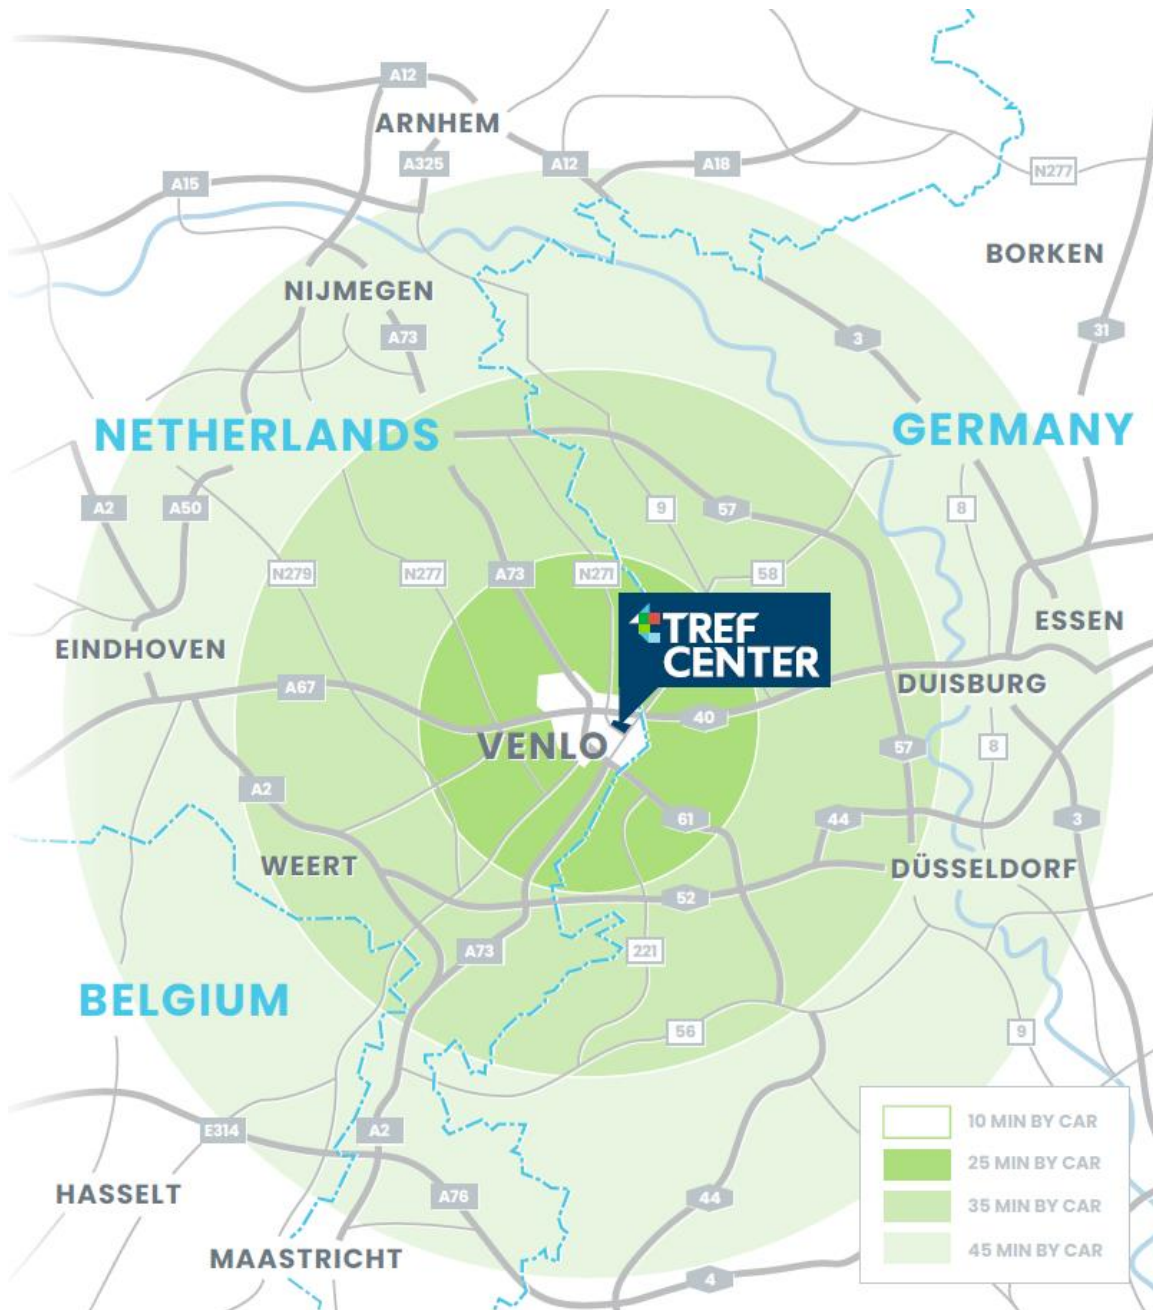 A12
ARNHEM
A325
A12
A18
N277
A15
BORKEN
NIJMEGEN
A73
3
31
NETHERLANDS
GERMANY
A2
A50
9
57
8
N279
N277
A73
N271
58
TREF
CENTER
ESSEN
EINDHOVEN
A67
DUISBURG
40
VENLO
57
8
A2
61
44
3
WEERT
DÜSSELDORF
52
A73
221
BELGIUM
56
9
E314
A2
HASSELT
A76
44
MAASTRICHT
4
10 MIN BY CAR
25 MIN BY CAR
35 MIN BY CAR
45 MIN BY CAR